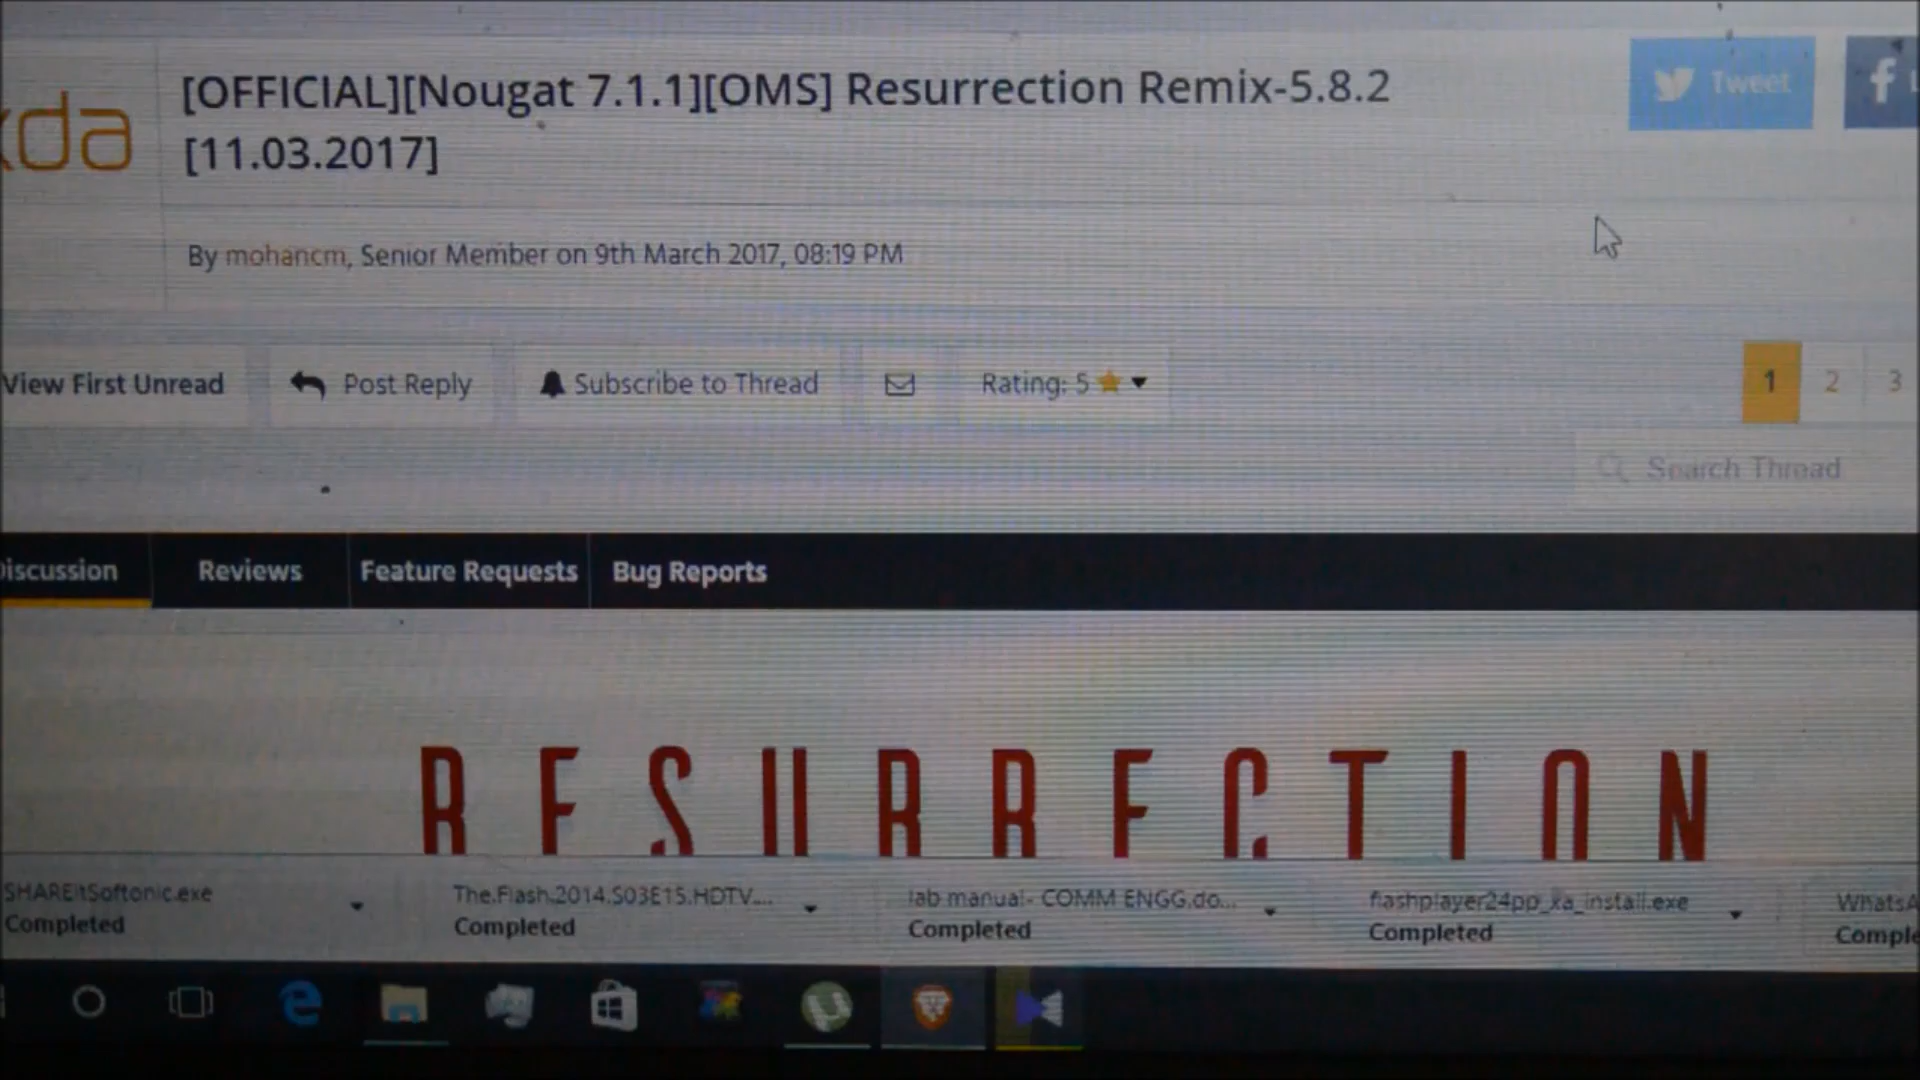 xda
[OFFICIAL][Nougat 7.1.1][OMS] Resurrection Remix-5.8.2
[11.03.2017]
Tweet
By mohancm, Senior Member on 9th March 2017, 08:19 PM
View First Unread
Post Reply
Subscribe to Thread
Rating: 5
1 2 3
Search Thread
Discussion
Reviews
Feature Requests
Bug Reports
RESURRECTION
SHAREitSoftonic.exe
Completed
The.Flash.2014.S03E15.HDTV....
Completed
lab manual- COMM ENGG.do...
Completed
flashplayer24pp_xa_install.exe
Completed
WhatsA
Comple